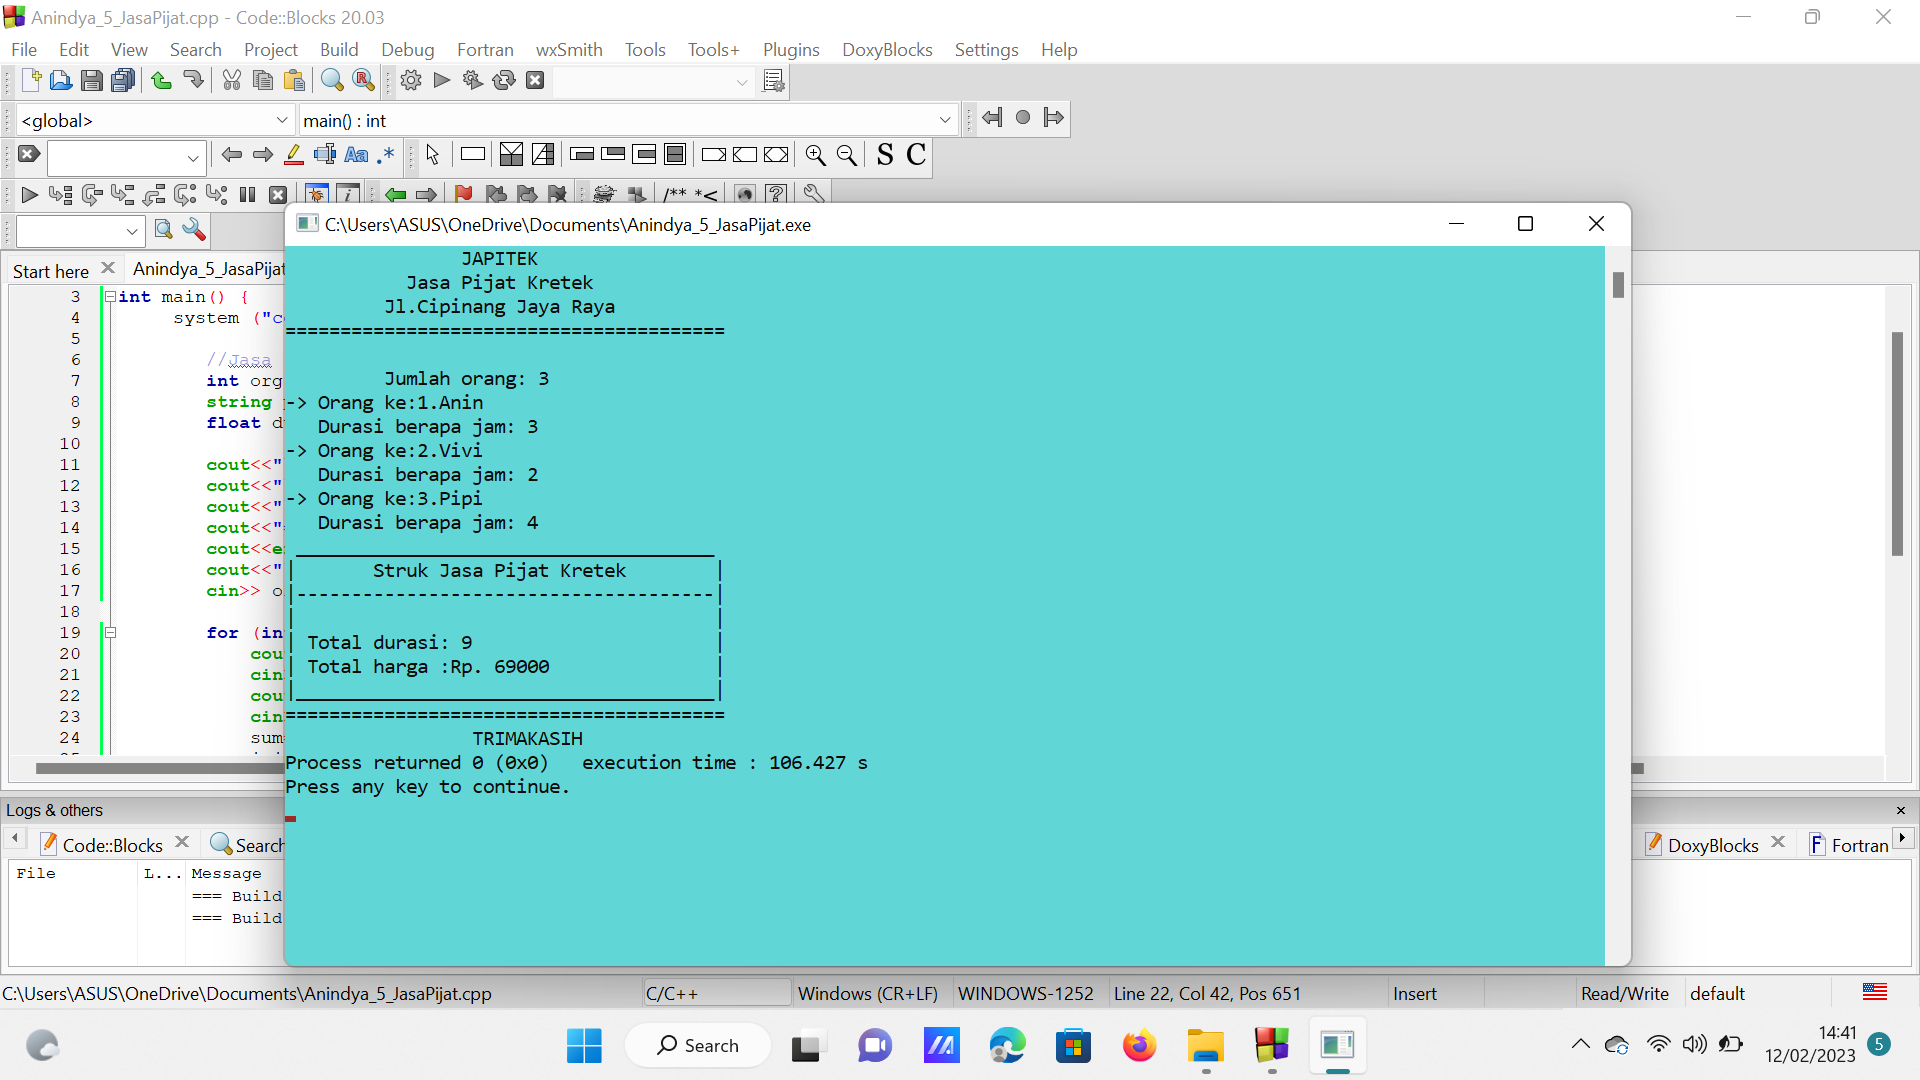 Anindya_5_JasaPijat.cpp - Code::Blocks 20.03
File Edit View Search Project Build Debug Fortran wxSmith Tools Tools+ Plugins DoxyBlocks Settings Help
<global> main() : int
Aa .* S C
/** *<
C:\Users\ASUS\OneDrive\Documents\Anindya_5_JasaPijat.exe
Start here Anindya_5_JasaPijat
3 int main() {
4 system ("c
5
6 //Jasa
7 int org
8 string
9 float d
10
11 cout<<"
12 cout<<"
13 cout<<"
14 cout<<"
15 cout<<e
16 cout<<"
17 cin>> o
18
19 for (in
20 cou
21 cin
22 cou
23 cin
24 sum
JAPITEK
Jasa Pijat Kretek
Jl.Cipinang Jaya Raya
========================================
Jumlah orang: 3
-> Orang ke:1.Anin
Durasi berapa jam: 3
-> Orang ke:2.Vivi
Durasi berapa jam: 2
-> Orang ke:3.Pipi
Durasi berapa jam: 4
______________________________________
| Struk Jasa Pijat Kretek |
|--------------------------------------|
| |
| Total durasi: 9 |
| Total harga :Rp. 69000 |
|______________________________________|
========================================
TRIMAKASIH
Process returned 0 (0x0) execution time : 106.427 s
Press any key to continue.
Logs & others
Code::Blocks Search DoxyBlocks Fortran
File L... Message
=== Build
=== Build
C:\Users\ASUS\OneDrive\Documents\Anindya_5_JasaPijat.cpp C/C++ Windows (CR+LF) WINDOWS-1252 Line 22, Col 42, Pos 651 Insert Read/Write default
Search
14:41
12/02/2023 5